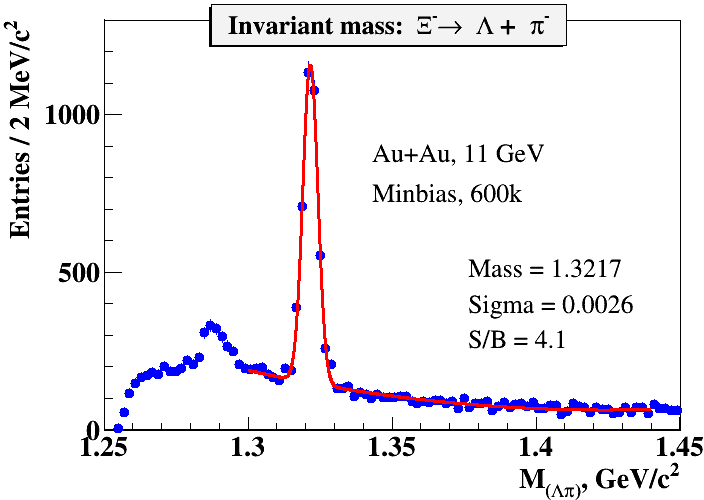 Invariant mass: Ξ⁻→ Λ + π⁻
Entries / 2 MeV/c²
1000
500
0
Au+Au, 11 GeV
Minbias, 600k
Mass = 1.3217
Sigma = 0.0026
S/B = 4.1
1.25 1.3 1.35 1.4 1.45
M(Λπ), GeV/c²